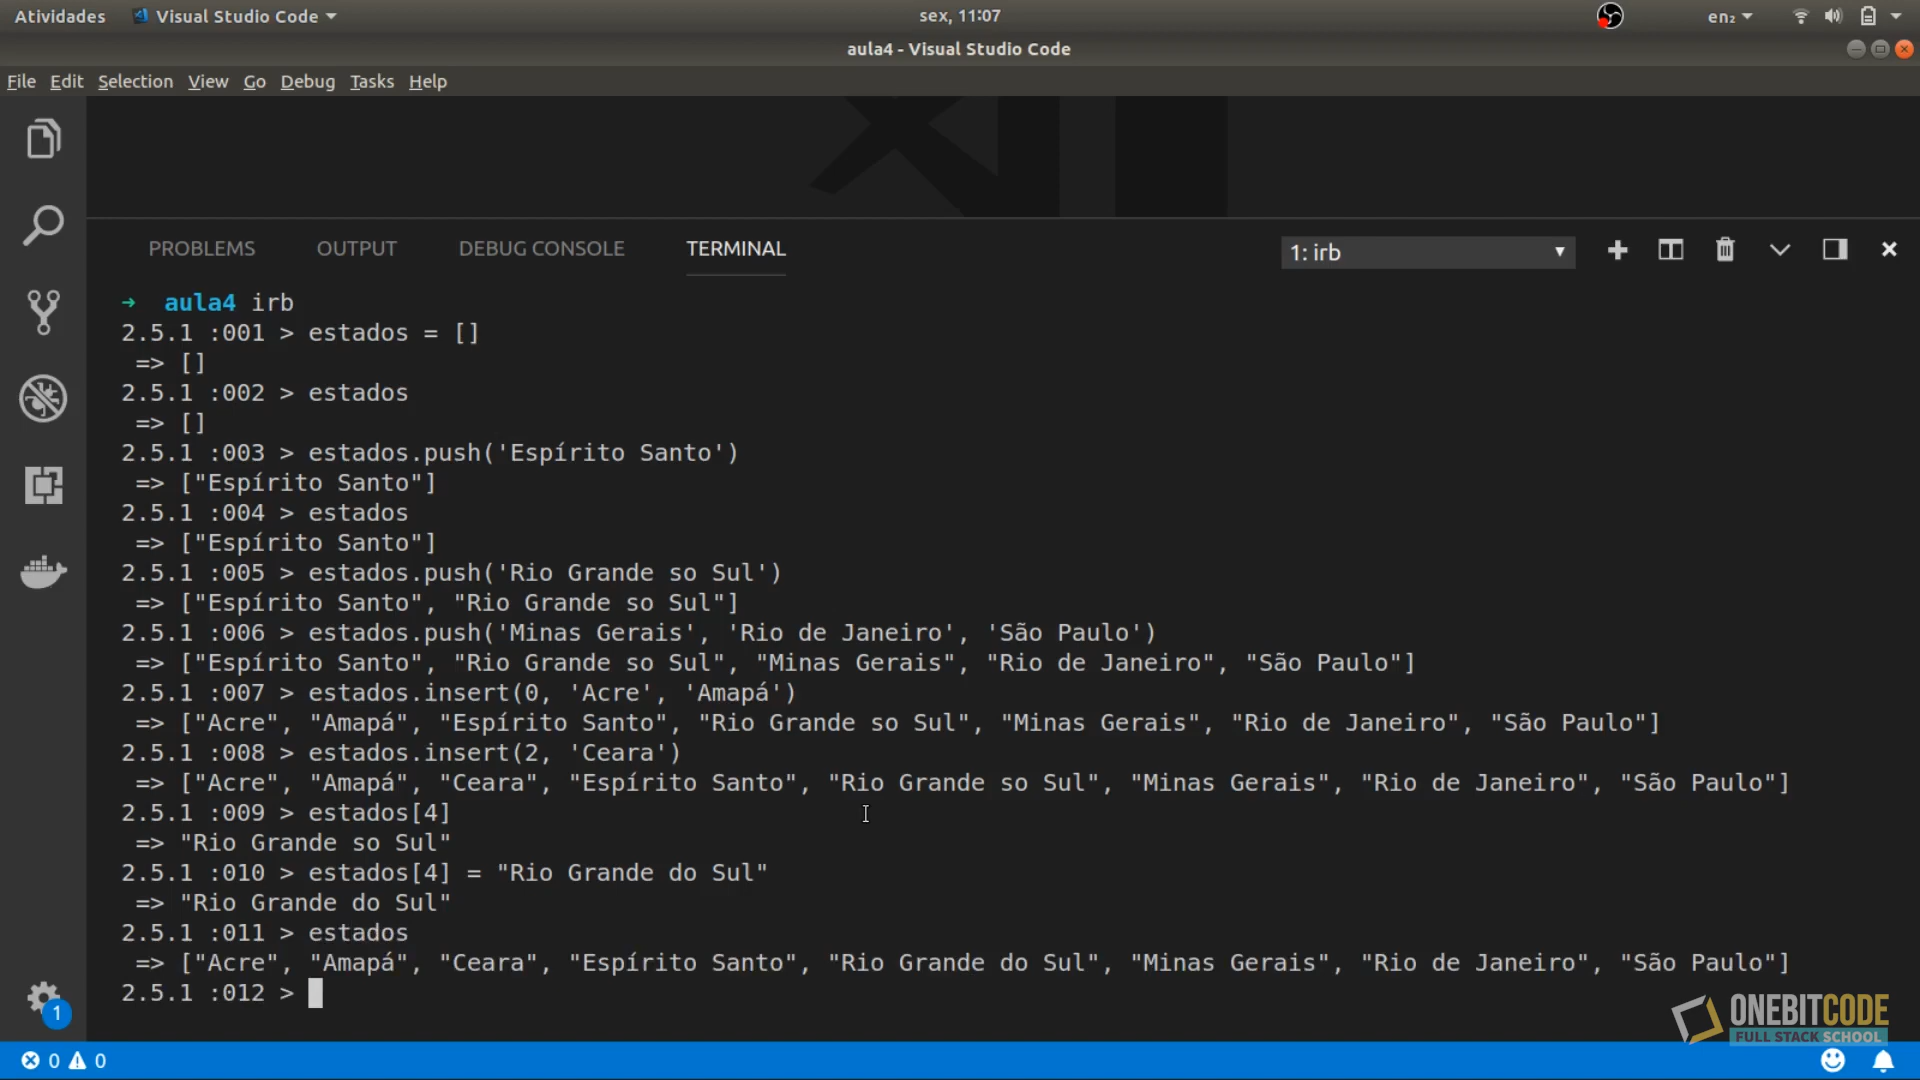 Atividades Visual Studio Code sex, 11:07 en₂
aula4 - Visual Studio Code
File Edit Selection View Go Debug Tasks Help
PROBLEMS OUTPUT DEBUG CONSOLE TERMINAL 1: irb
➜ aula4 irb
2.5.1 :001 > estados = []
=> []
2.5.1 :002 > estados
=> []
2.5.1 :003 > estados.push('Espírito Santo')
=> ["Espírito Santo"]
2.5.1 :004 > estados
=> ["Espírito Santo"]
2.5.1 :005 > estados.push('Rio Grande so Sul')
=> ["Espírito Santo", "Rio Grande so Sul"]
2.5.1 :006 > estados.push('Minas Gerais', 'Rio de Janeiro', 'São Paulo')
=> ["Espírito Santo", "Rio Grande so Sul", "Minas Gerais", "Rio de Janeiro", "São Paulo"]
2.5.1 :007 > estados.insert(0, 'Acre', 'Amapá')
=> ["Acre", "Amapá", "Espírito Santo", "Rio Grande so Sul", "Minas Gerais", "Rio de Janeiro", "São Paulo"]
2.5.1 :008 > estados.insert(2, 'Ceara')
=> ["Acre", "Amapá", "Ceara", "Espírito Santo", "Rio Grande so Sul", "Minas Gerais", "Rio de Janeiro", "São Paulo"]
2.5.1 :009 > estados[4]
=> "Rio Grande so Sul"
2.5.1 :010 > estados[4] = "Rio Grande do Sul"
=> "Rio Grande do Sul"
2.5.1 :011 > estados
=> ["Acre", "Amapá", "Ceara", "Espírito Santo", "Rio Grande do Sul", "Minas Gerais", "Rio de Janeiro", "São Paulo"]
2.5.1 :012 >
1
ONEBITCODE
FULL STACK SCHOOL
0 0